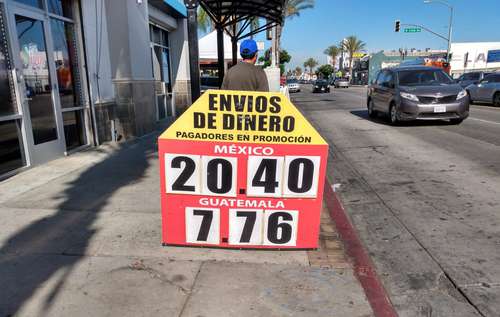 ENVIOS
DE DINERO
PAGADORES EN PROMOCIÓN
MÉXICO
20.40
GUATEMALA
7.76